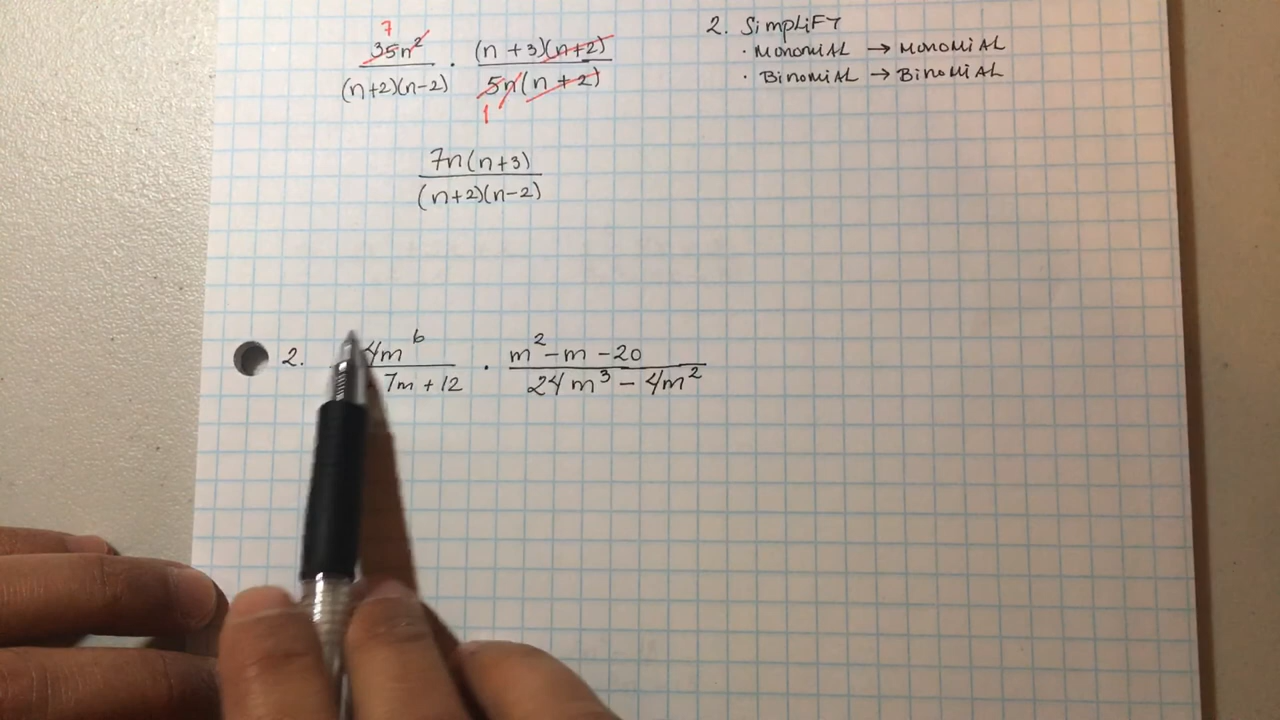 7
35n² / (n+2)(n-2) · (n+3)(n+2) / 5n(n+2)
1
7n(n+3) / (n+2)(n-2)
2. Simplify
· Monomial → Monomial
· Binomial → Binomial
2. 4m⁶ / 7m + 12 · m² - m - 20 / 24m³ - 4m²